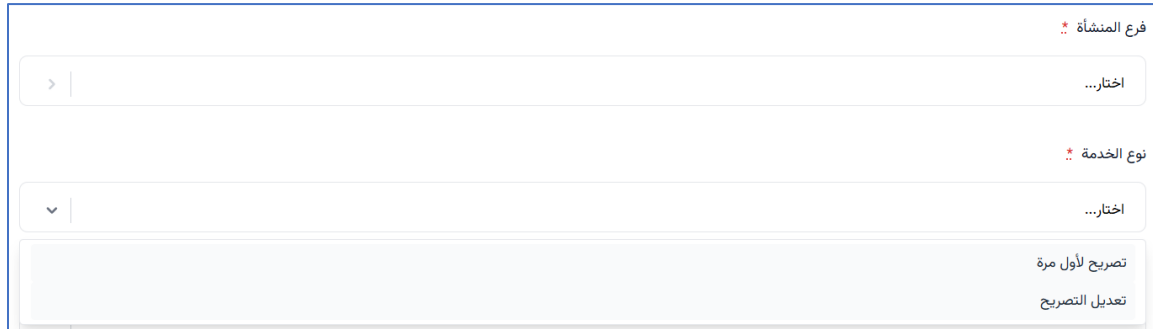 فرع المنشأة *
اختار...
نوع الخدمة *
اختار...
تصريح لأول مرة
تعديل التصريح